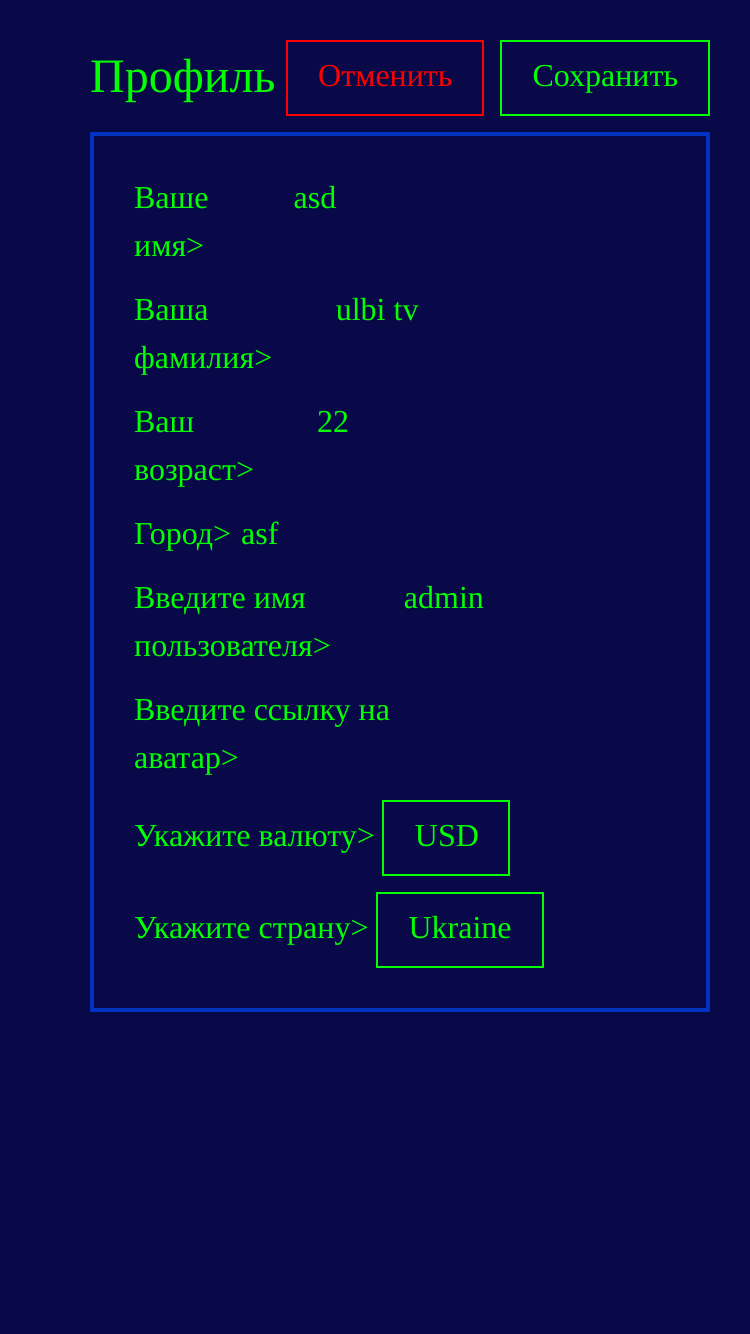 Профиль Отменить Сохранить
Ваше asd
имя>
Ваша ulbi tv
фамилия>
Ваш 22
возраст>
Город> asf
Введите имя admin
пользователя>
Введите ссылку на
аватар>
Укажите валюту> USD
Укажите страну> Ukraine